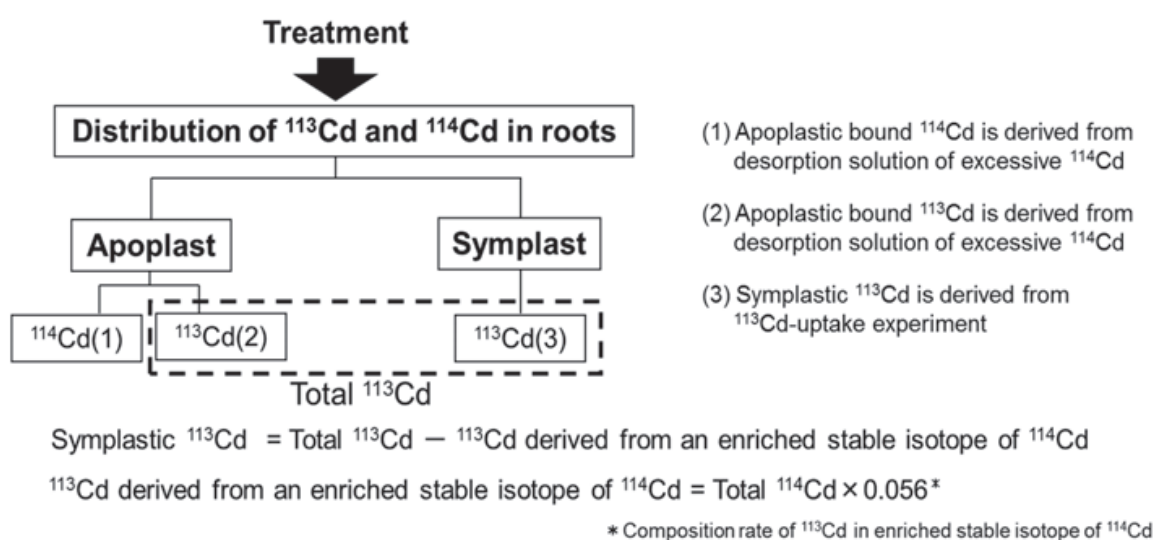 Treatment
Distribution of ¹¹³Cd and ¹¹⁴Cd in roots
Apoplast
Symplast
¹¹⁴Cd(1)
¹¹³Cd(2)
¹¹³Cd(3)
Total ¹¹³Cd
(1) Apoplastic bound ¹¹⁴Cd is derived from
desorption solution of excessive ¹¹⁴Cd
(2) Apoplastic bound ¹¹³Cd is derived from
desorption solution of excessive ¹¹⁴Cd
(3) Symplastic ¹¹³Cd is derived from
¹¹³Cd-uptake experiment
Symplastic ¹¹³Cd = Total ¹¹³Cd − ¹¹³Cd derived from an enriched stable isotope of ¹¹⁴Cd
¹¹³Cd derived from an enriched stable isotope of ¹¹⁴Cd = Total ¹¹⁴Cd × 0.056*
* Composition rate of ¹¹³Cd in enriched stable isotope of ¹¹⁴Cd